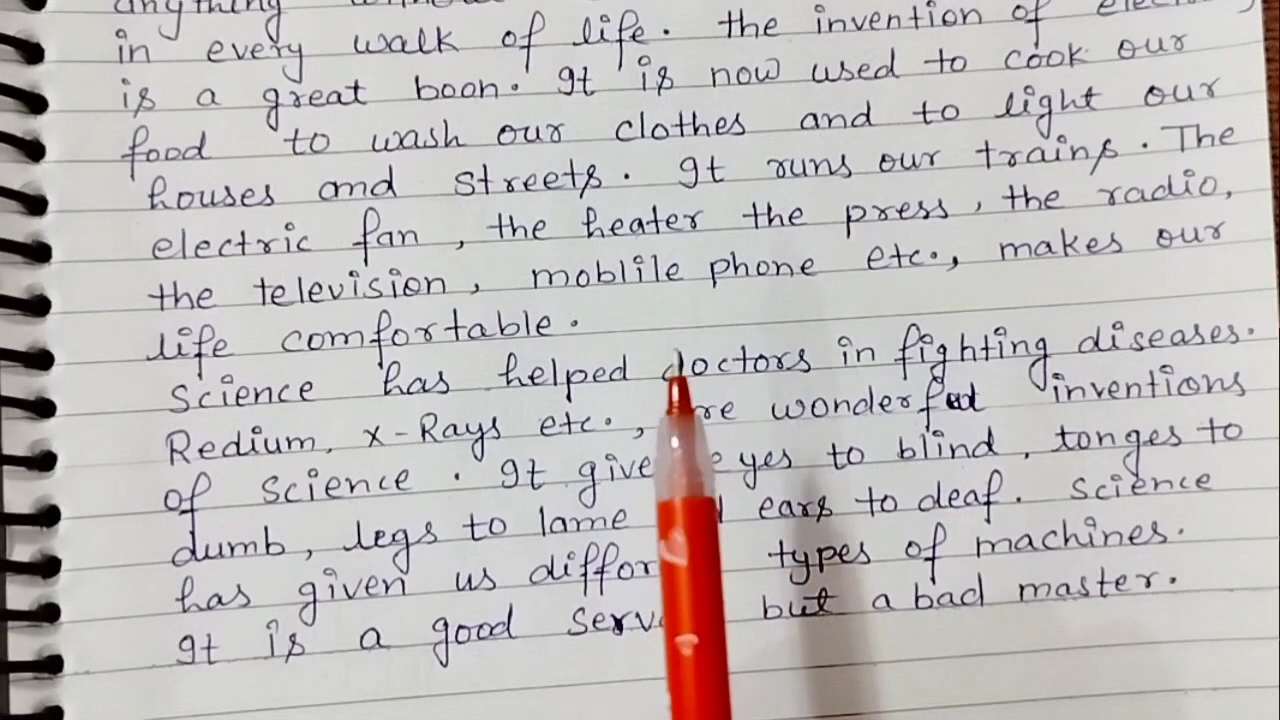 anything
in every walk of life. the invention of
is a great boon. It is now used to cook our
food to wash our clothes and to light our
houses and streets. It runs our trains. The
electric fan, the heater the press, the radio,
the television, moblile phone etc., makes our
life comfortable.
Science has helped doctors in fighting diseases.
Redium, x-Rays etc., are wonderful inventions
of science. It give eyes to blind, tonges to
dumb, legs to lame ears to deaf. Science
has given us types of machines.
It is a good but a bad master.